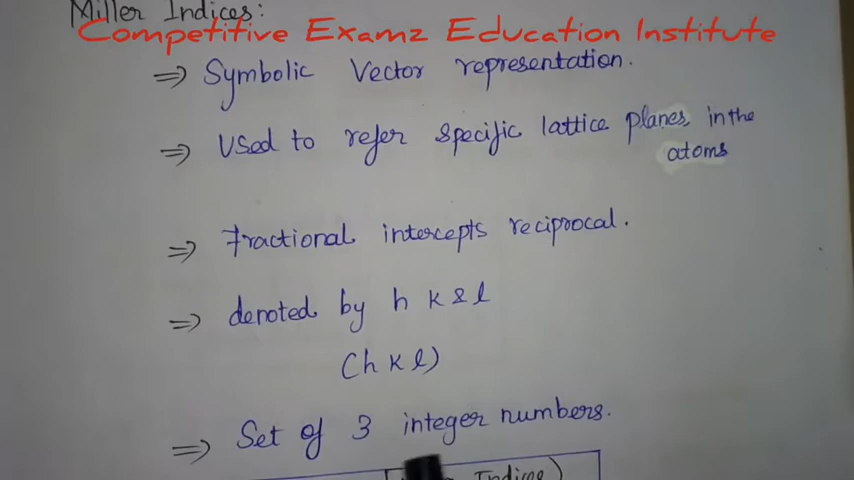 Miller Indices:
Competitive Examz Education Institute
⇒ Symbolic Vector representation.
⇒ Used to refer specific lattice planes in the
atoms
⇒ Fractional intercepts reciprocal.
⇒ denoted by h k & l
(h k l)
⇒ Set of 3 integer numbers.
Indices)